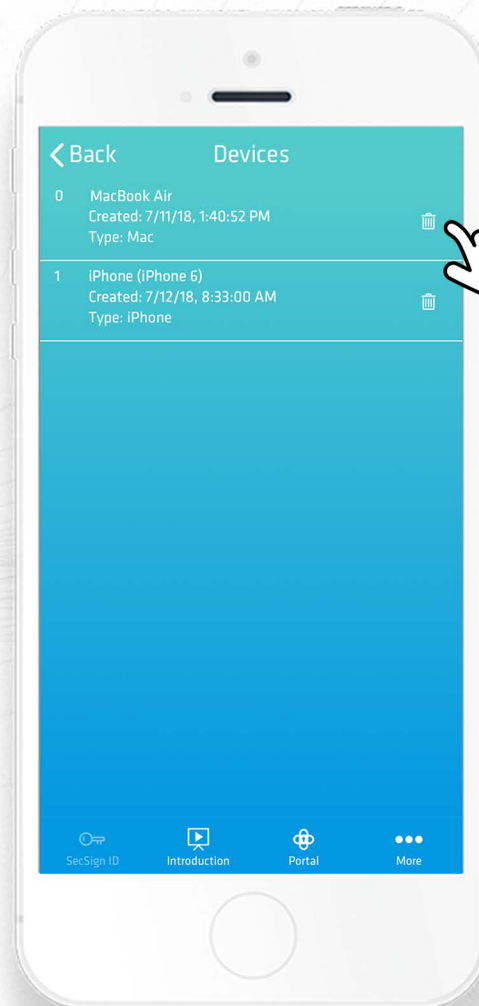 Back
Devices
0 MacBook Air
Created: 7/11/18, 1:40:52 PM
Type: Mac
1 iPhone (iPhone 6)
Created: 7/12/18, 8:33:00 AM
Type: iPhone
SecSign ID
Introduction
Portal
More